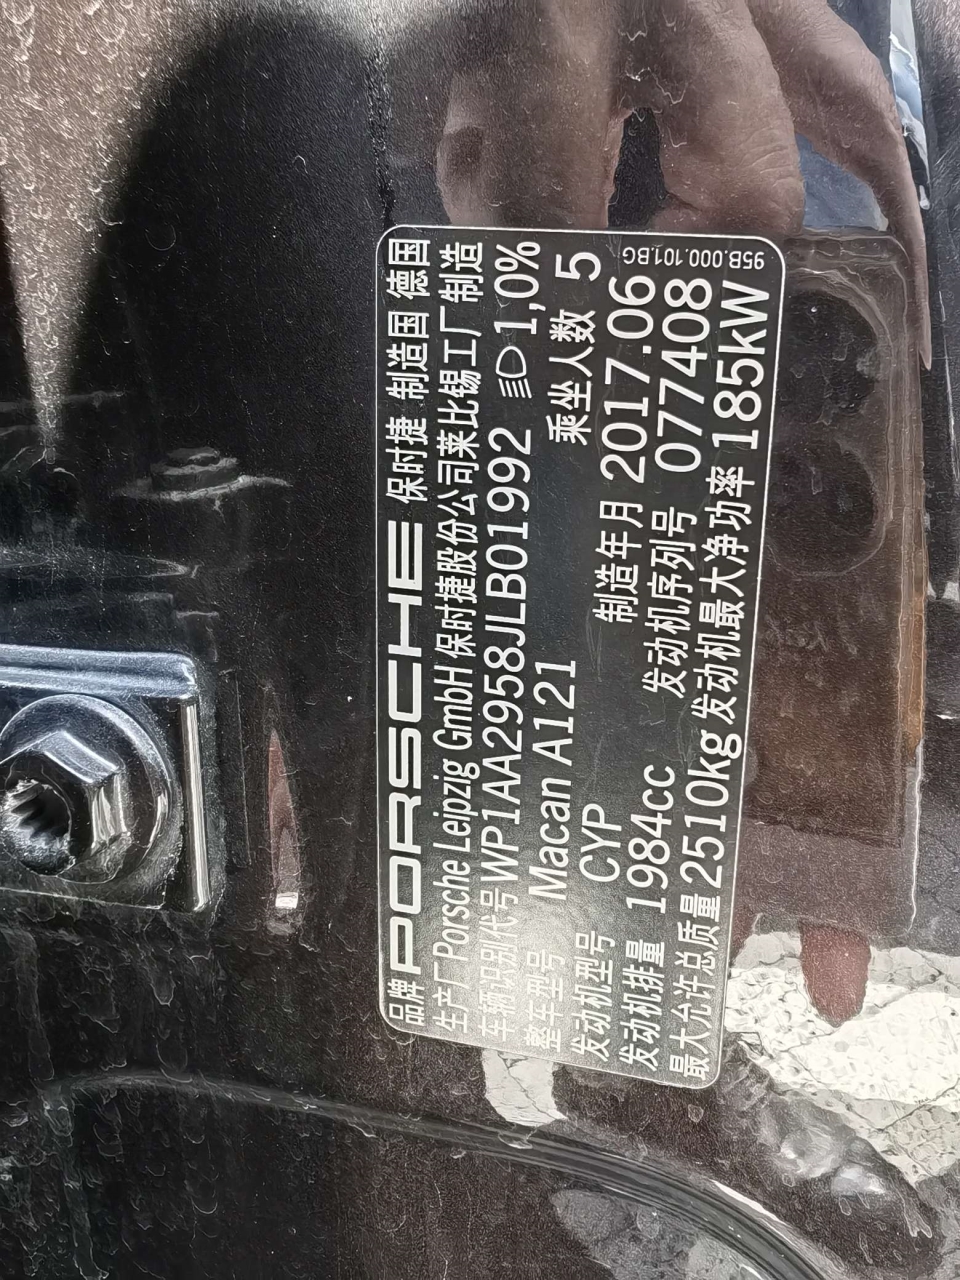 品牌 PORSCHE 保时捷 制造国 德国
生产厂 Porsche Leipzig GmbH 保时捷股份公司莱比锡工厂 制造
车辆识别代号 WP1AA2958JLB01992 1,0%
整车型号 Macan A121 乘坐人数 5
发动机型号 CYP 制造年月 2017.06
发动机排量 1984cc 发动机序列号 077408
最大允许总质量 2510kg 发动机最大净功率 185kW
95B.000.101.BG